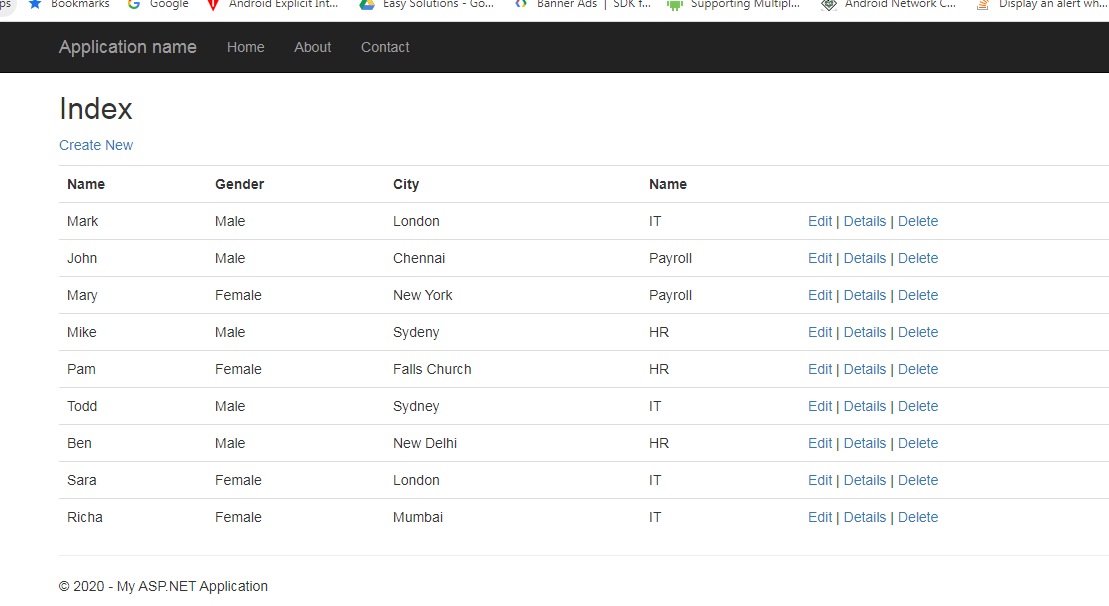 ps Bookmarks Google Android Explicit Int... Easy Solutions - Go... Banner Ads | SDK f... Supporting Multipl... Android Network C... Display an alert wh...
Application name Home About Contact
Index
Create New
Name Gender City Name
Mark Male London IT Edit | Details | Delete
John Male Chennai Payroll Edit | Details | Delete
Mary Female New York Payroll Edit | Details | Delete
Mike Male Sydeny HR Edit | Details | Delete
Pam Female Falls Church HR Edit | Details | Delete
Todd Male Sydney IT Edit | Details | Delete
Ben Male New Delhi HR Edit | Details | Delete
Sara Female London IT Edit | Details | Delete
Richa Female Mumbai IT Edit | Details | Delete
© 2020 - My ASP.NET Application